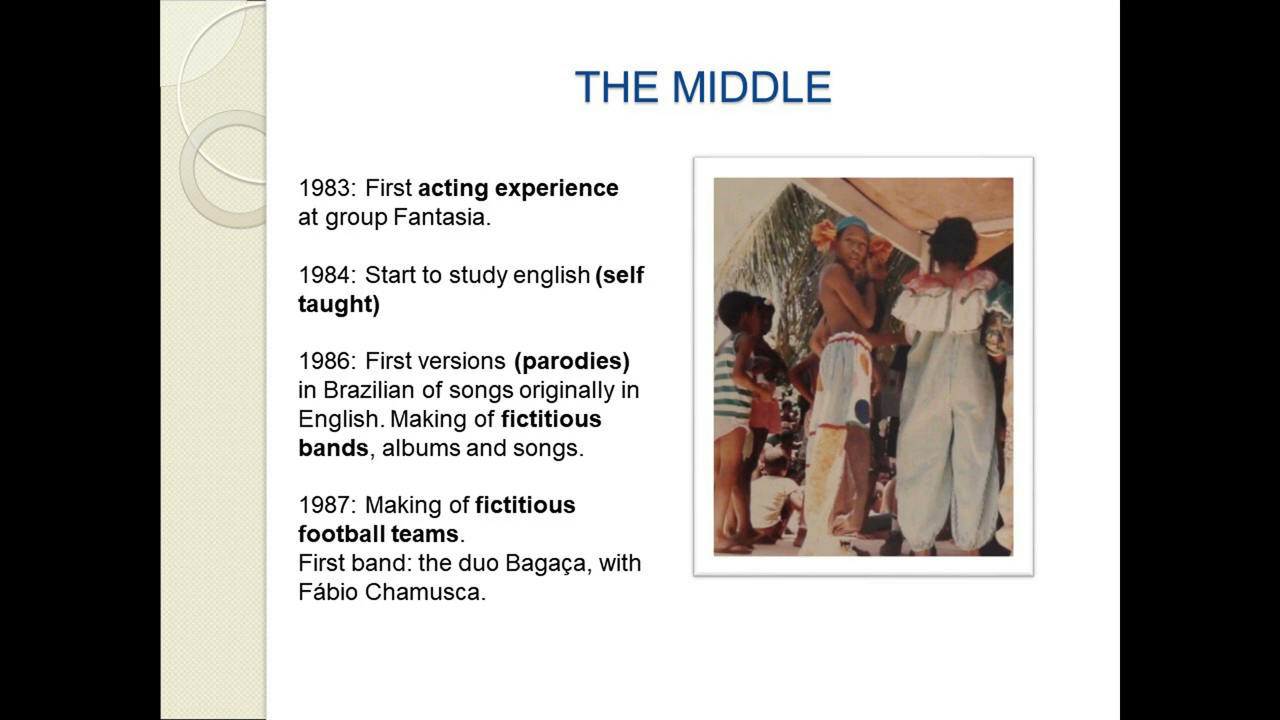 THE MIDDLE
1983: First acting experience
at group Fantasia.
1984: Start to study english (self
taught)
1986: First versions (parodies)
in Brazilian of songs originally in
English. Making of fictitious
bands, albums and songs.
1987: Making of fictitious
football teams.
First band: the duo Bagaça, with
Fábio Chamusca.